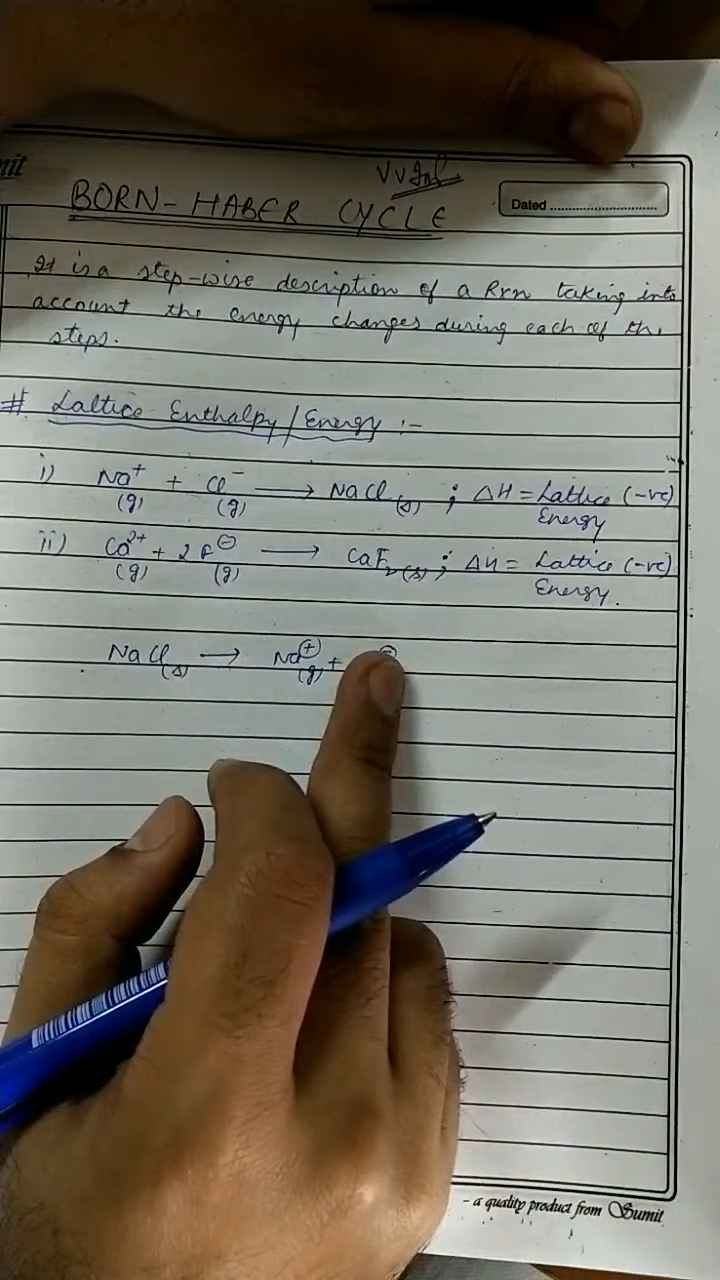 VVImp
BORN-HABER CYCLE
Dated
It is a step-wise description of a Rxn taking into
account the energy changes during each of the
steps.
# Lattice Enthalpy/Energy :-
i) Na⁺(g) + Cl⁻(g) ⟶ NaCl(s) ; ΔH = Lattice Energy (-ve)
ii) Ca²⁺(g) + 2F⊖(g) ⟶ CaF₂(s) ; ΔH = Lattice Energy. (-ve)
NaCl(s) ⟶ Na⊕(g) + ⊖
- a quality product from Sumit